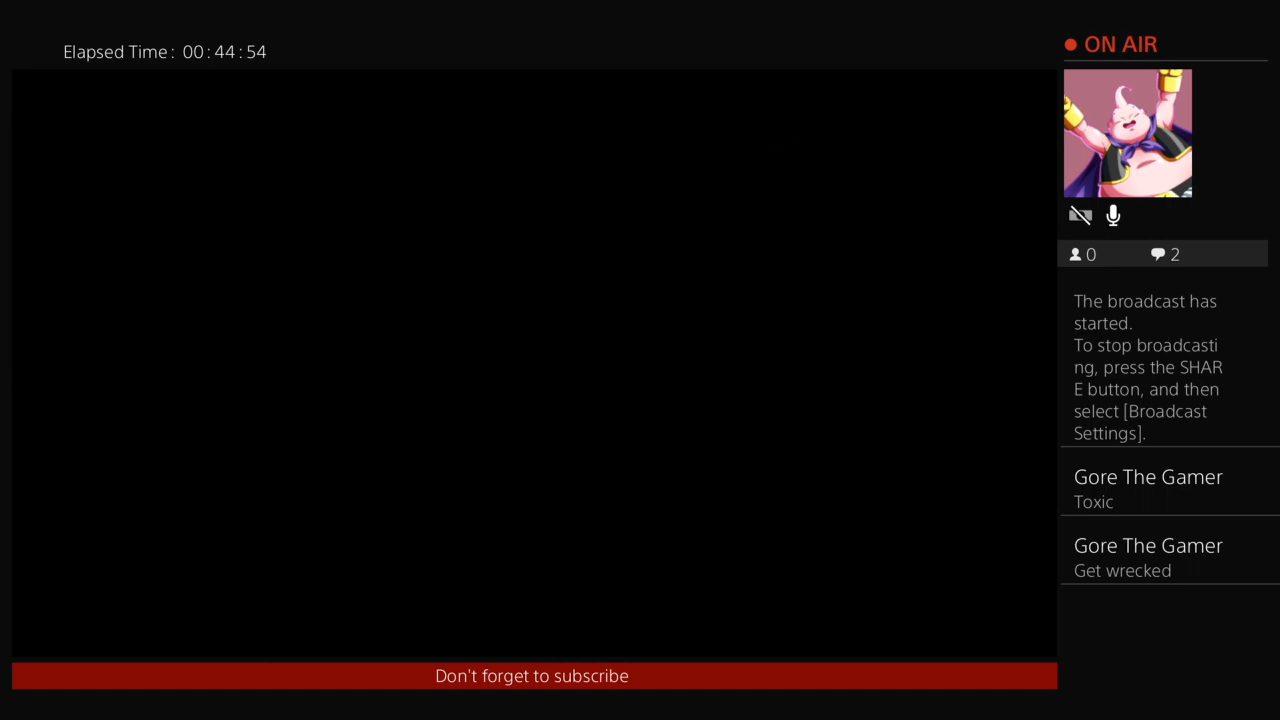 Elapsed Time: 00:44:54
ON AIR
0 2
The broadcast has
started.
To stop broadcasti
ng, press the SHAR
E button, and then
select [Broadcast
Settings].
Gore The Gamer
Toxic
Gore The Gamer
Get wrecked
Don't forget to subscribe